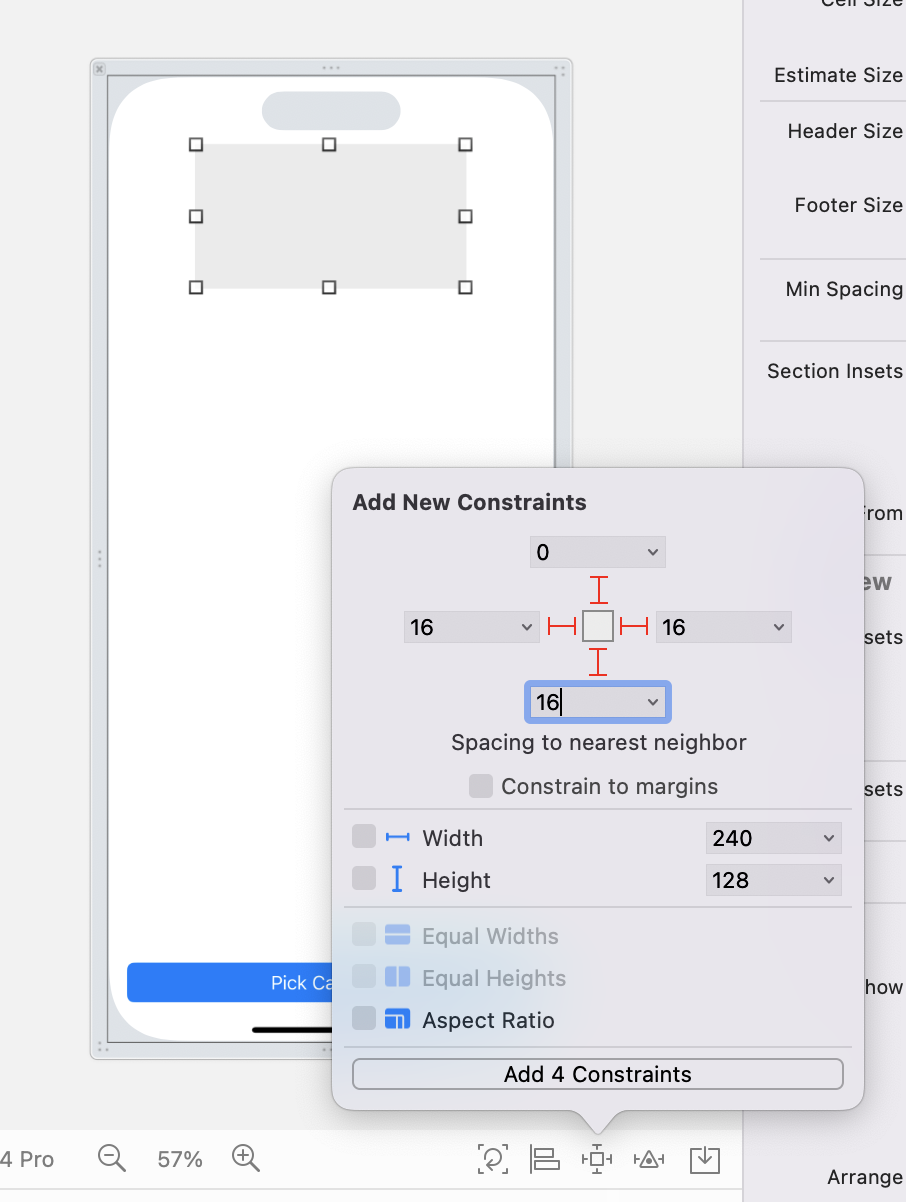 Cell Size
Estimate Size
Header Size
Footer Size
Min Spacing
Section Insets
Add New Constraints
0
16
16
16
Spacing to nearest neighbor
Constrain to margins
Width
240
Height
128
Equal Widths
Equal Heights
Aspect Ratio
Add 4 Constraints
From
ew
sets
sets
how
Pick Ca
4 Pro
57%
Arrange